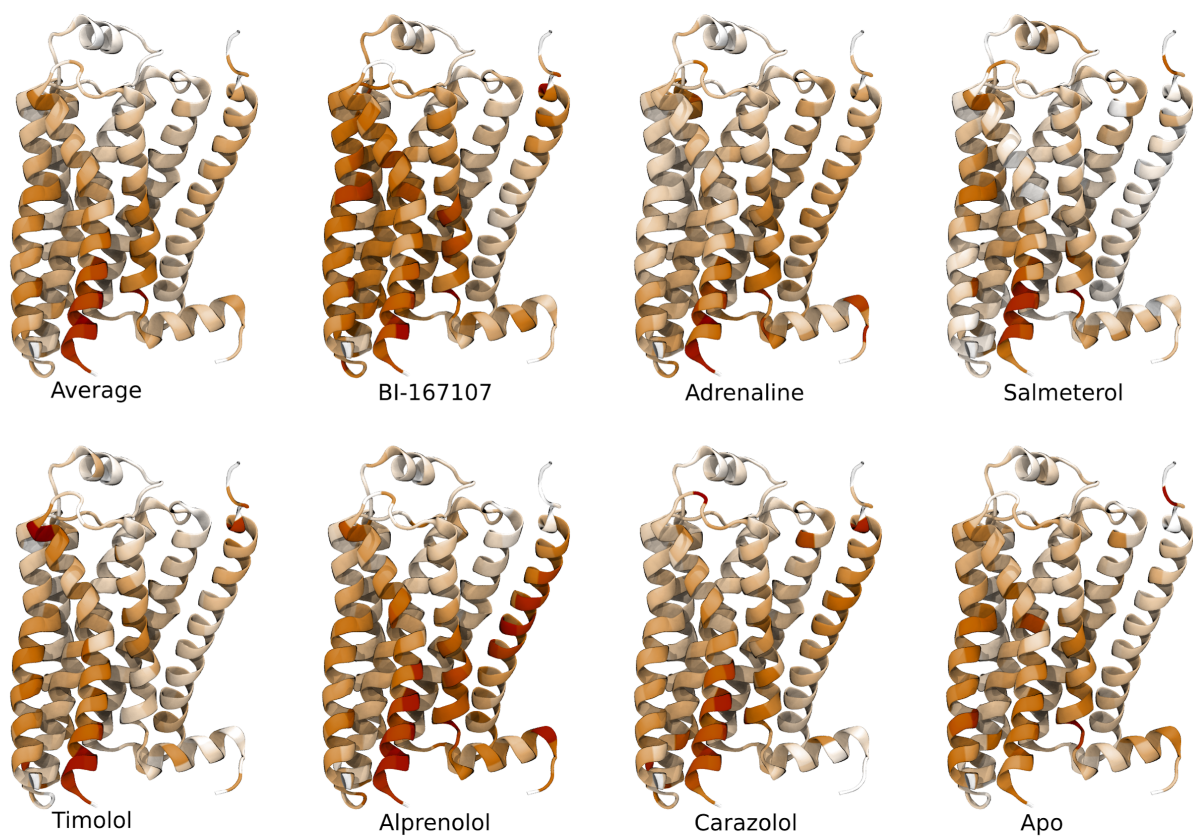 Average
BI-167107
Adrenaline
Salmeterol
Timolol
Alprenolol
Carazolol
Apo